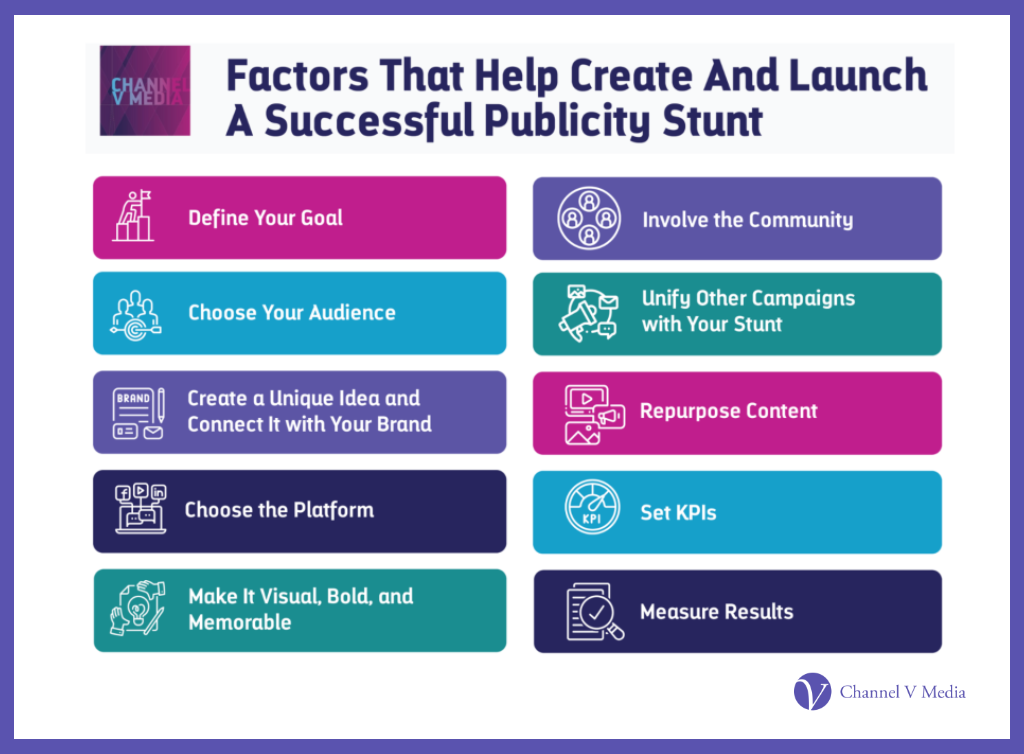 CHANNEL
V MEDIA
Factors That Help Create And Launch
A Successful Publicity Stunt
Define Your Goal
Choose Your Audience
BRAND
Create a Unique Idea and
Connect It with Your Brand
f in
Choose the Platform
Make It Visual, Bold, and
Memorable
Involve the Community
Unify Other Campaigns
with Your Stunt
Repurpose Content
KPI
Set KPIs
Measure Results
V Channel V Media